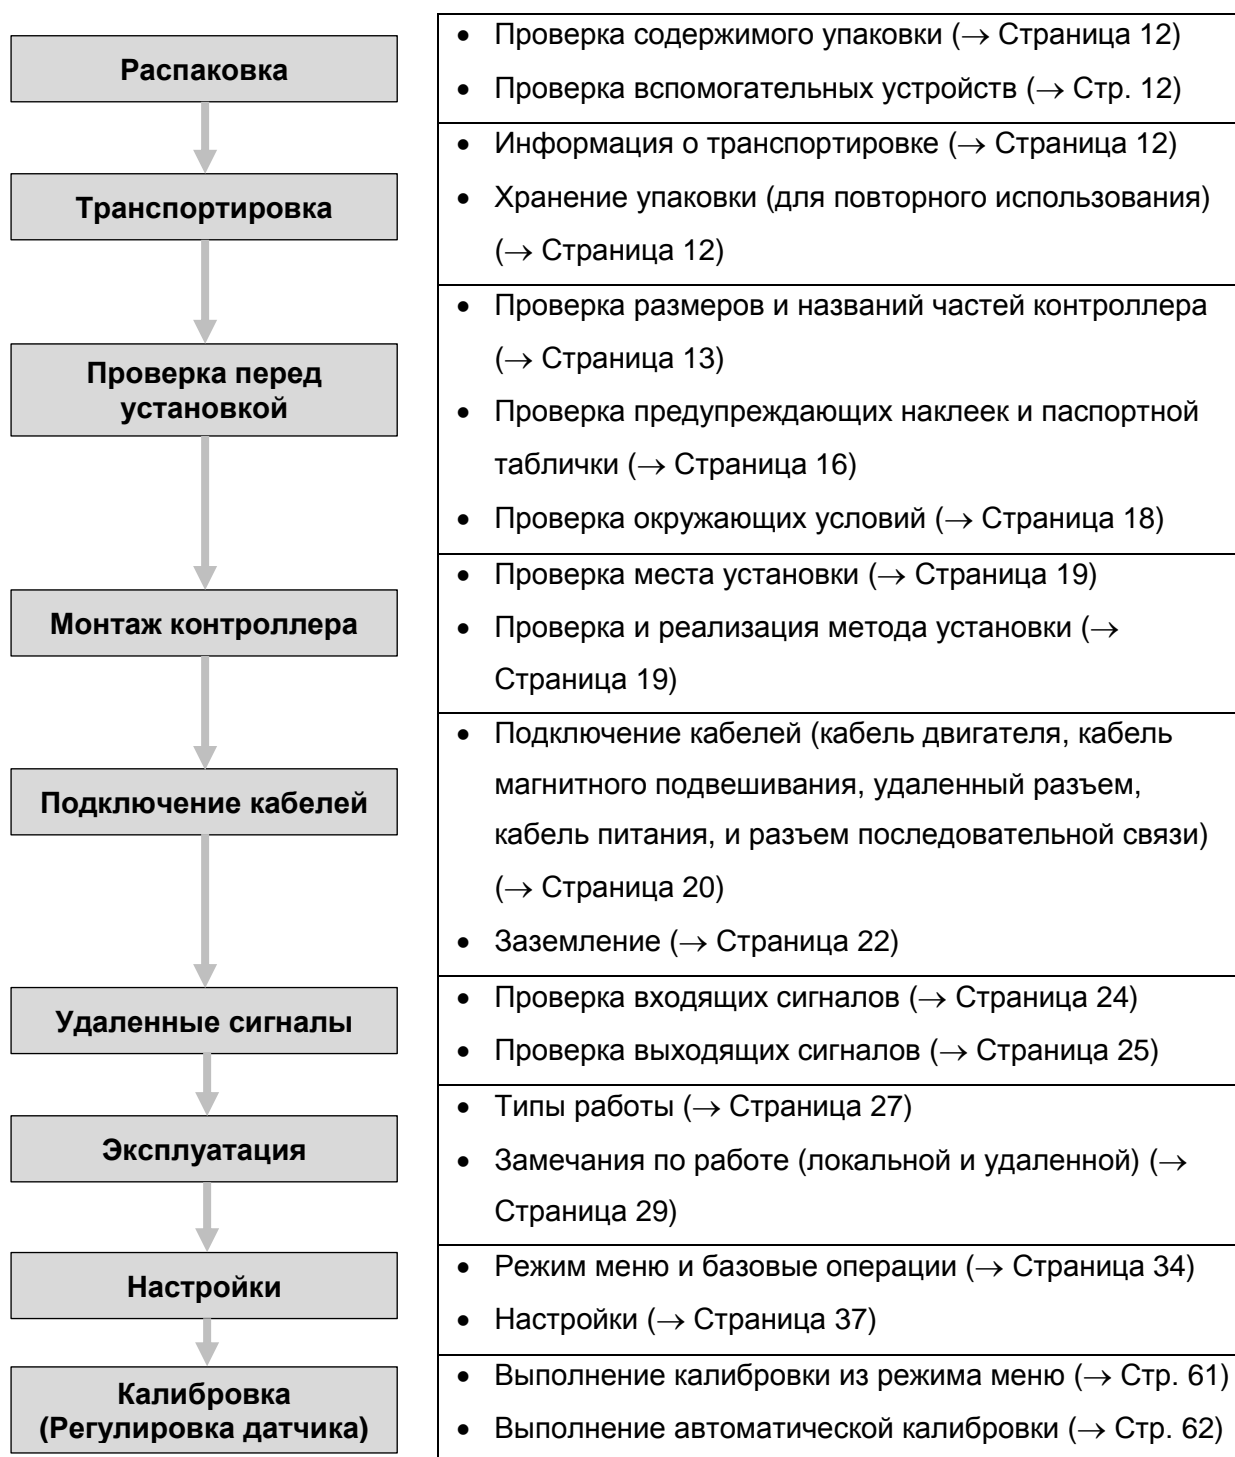 Распаковка
• Проверка содержимого упаковки (→ Страница 12)
• Проверка вспомогательных устройств (→ Стр. 12)
Транспортировка
• Информация о транспортировке (→ Страница 12)
• Хранение упаковки (для повторного использования)
(→ Страница 12)
Проверка перед
установкой
• Проверка размеров и названий частей контроллера
(→ Страница 13)
• Проверка предупреждающих наклеек и паспортной
таблички (→ Страница 16)
• Проверка окружающих условий (→ Страница 18)
Монтаж контроллера
• Проверка места установки (→ Страница 19)
• Проверка и реализация метода установки (→
Страница 19)
Подключение кабелей
• Подключение кабелей (кабель двигателя, кабель
магнитного подвешивания, удаленный разъем,
кабель питания, и разъем последовательной связи)
(→ Страница 20)
• Заземление (→ Страница 22)
Удаленные сигналы
• Проверка входящих сигналов (→ Страница 24)
• Проверка выходящих сигналов (→ Страница 25)
Эксплуатация
• Типы работы (→ Страница 27)
• Замечания по работе (локальной и удаленной) (→
Страница 29)
Настройки
• Режим меню и базовые операции (→ Страница 34)
• Настройки (→ Страница 37)
Калибровка
(Регулировка датчика)
• Выполнение калибровки из режима меню (→ Стр. 61)
• Выполнение автоматической калибровки (→ Стр. 62)